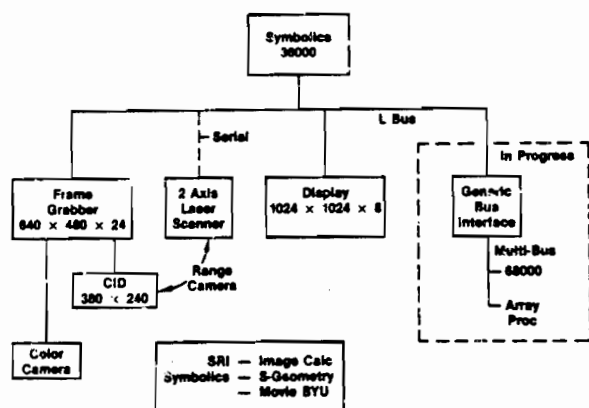 Symbolics
36000
Serial
L Bus
In Progress
Frame
Grabber
640 × 480 × 24
2 Axis
Laser
Scanner
Display
1024 × 1024 × 8
Generic
Bus
Interface
Multi-Bus
68000
Array
Proc
Range
Camera
CID
380 × 240
Color
Camera
SRI — Image Calc
Symbolics — S-Geometry
— Movie BYU